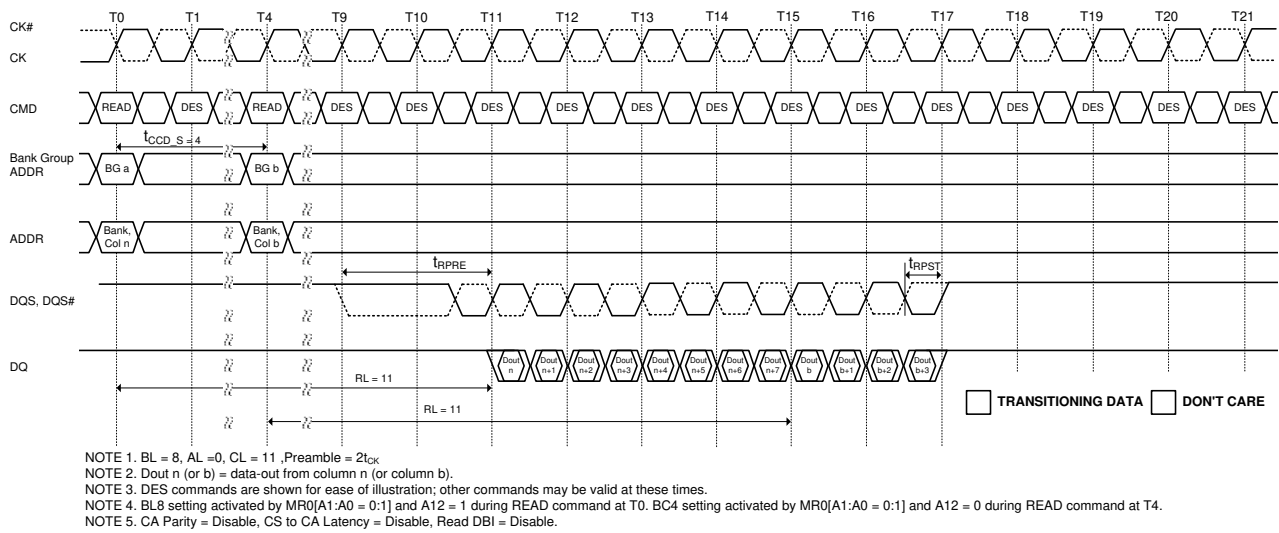 T0 T1 T4 T9 T10 T11 T12 T13 T14 T15 T16 T17 T18 T19 T20 T21
CK#
CK
CMD READ DES READ DES DES DES DES DES DES DES DES DES DES DES DES DES
tCCD_S = 4
Bank Group
ADDR
BG a BG b
ADDR
Bank,
Col n
Bank,
Col b
tRPRE tRPST
DQS, DQS#
DQ
Dout
n
Dout
n+1
Dout
n+2
Dout
n+3
Dout
n+4
Dout
n+5
Dout
n+6
Dout
n+7
Dout
b
Dout
b+1
Dout
b+2
Dout
b+3
RL = 11
RL = 11
TRANSITIONING DATA DON'T CARE
NOTE 1. BL = 8, AL =0, CL = 11 ,Preamble = 2tCK
NOTE 2. Dout n (or b) = data-out from column n (or column b).
NOTE 3. DES commands are shown for ease of illustration; other commands may be valid at these times.
NOTE 4. BL8 setting activated by MR0[A1:A0 = 0:1] and A12 = 1 during READ command at T0. BC4 setting activated by MR0[A1:A0 = 0:1] and A12 = 0 during READ command at T4.
NOTE 5. CA Parity = Disable, CS to CA Latency = Disable, Read DBI = Disable.